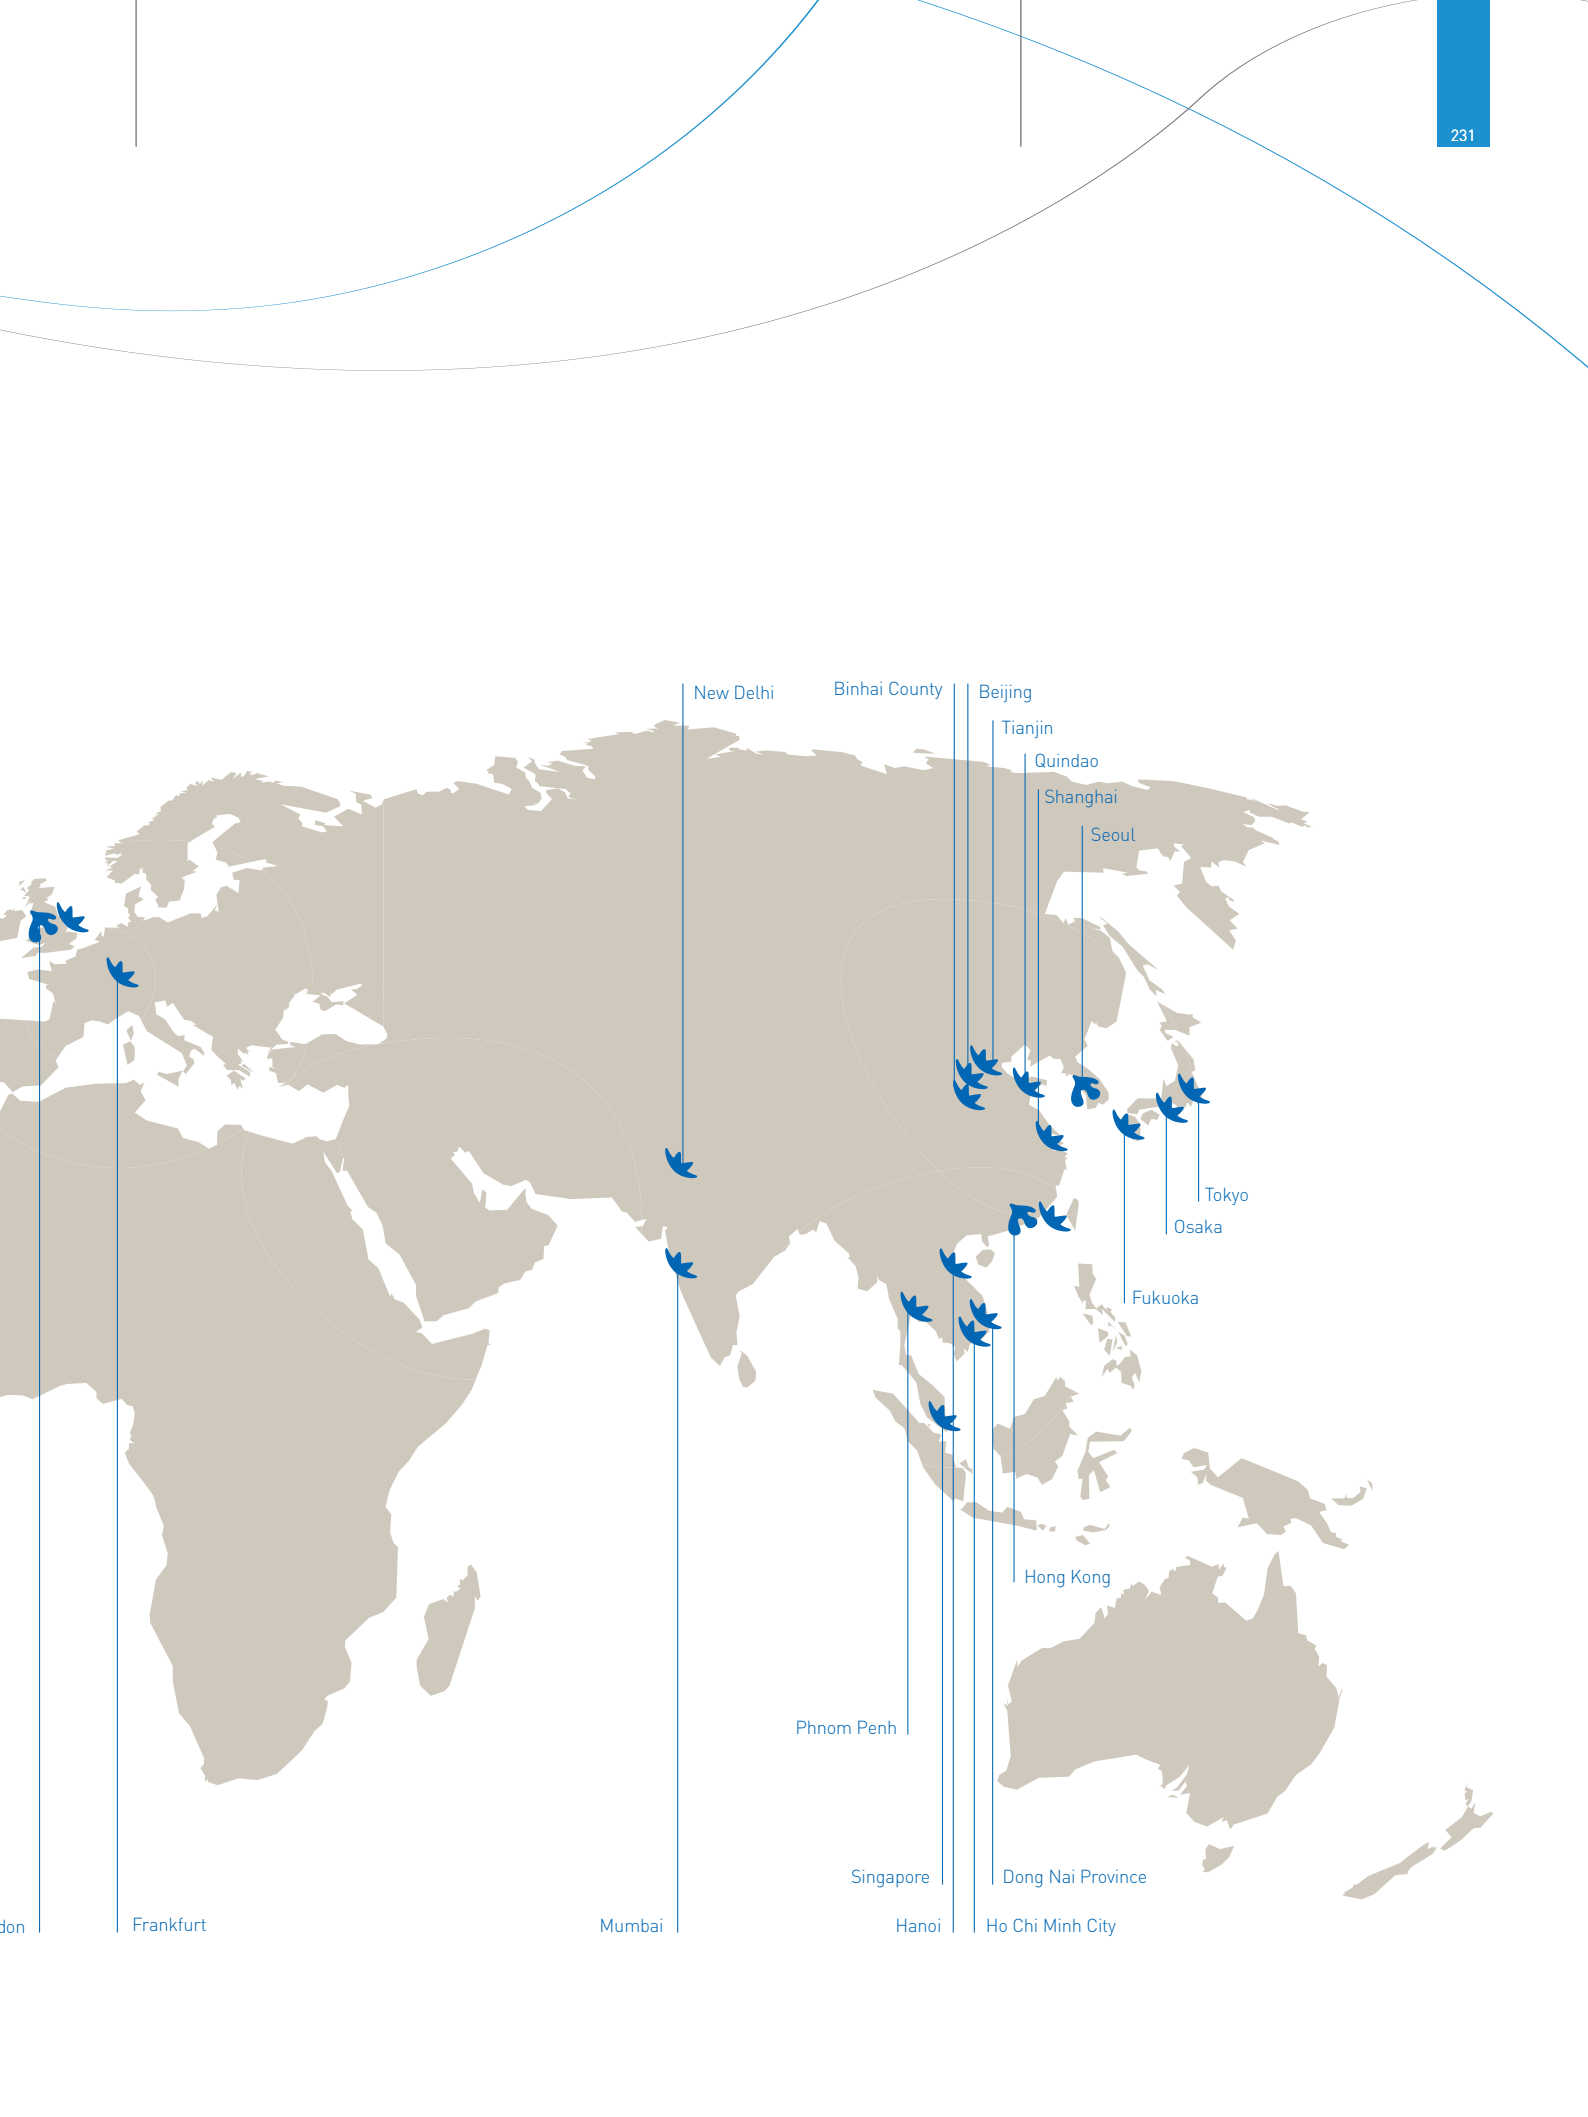 231
New Delhi
Binhai County
Beijing
Tianjin
Quindao
Shanghai
Seoul
Tokyo
Osaka
Fukuoka
Hong Kong
Phnom Penh
Singapore
Dong Nai Province
don
Frankfurt
Mumbai
Hanoi
Ho Chi Minh City